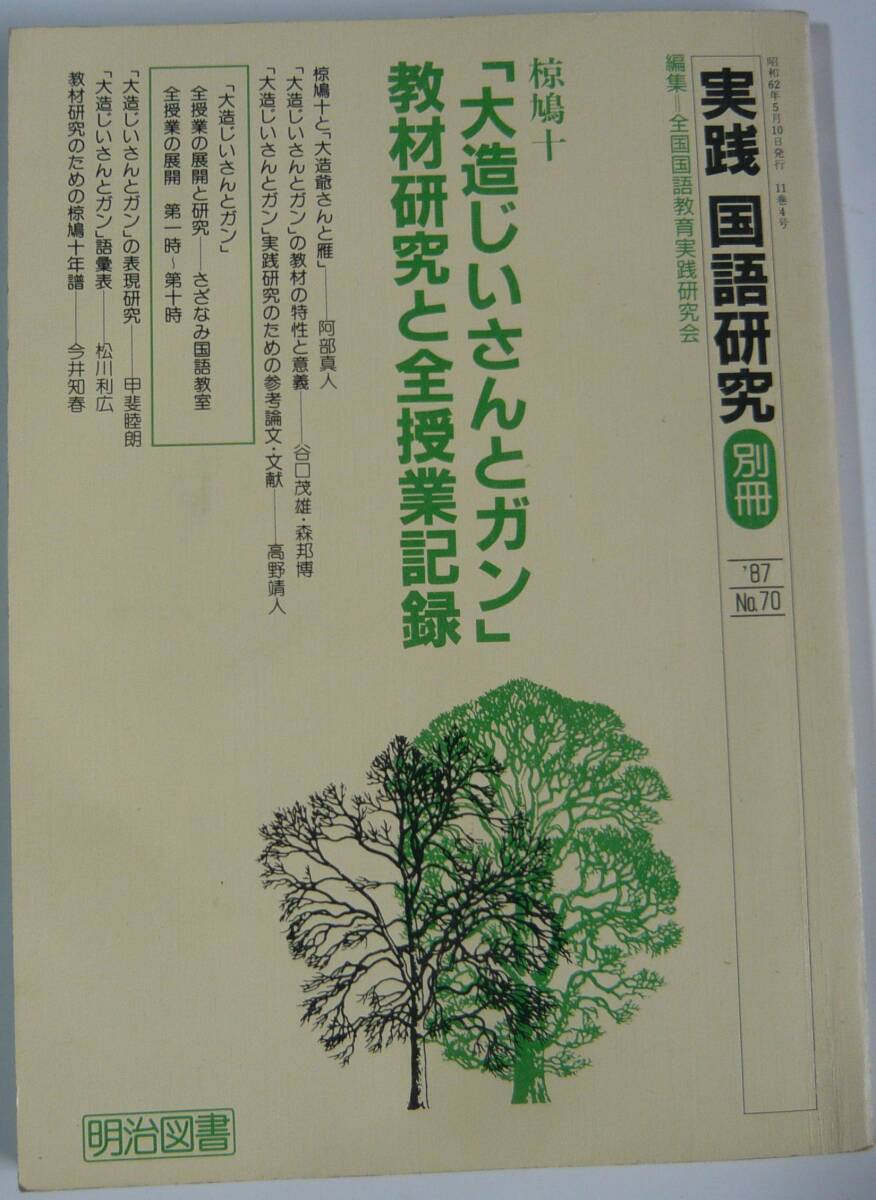 昭和62年5月10日発行 11巻4号
実践 国語研究 別冊
'87
No.70
編集=全国国語教育実践研究会
椋鳩十
「大造じいさんとガン」
教材研究と全授業記録
椋鳩十と「大造爺さんと雁」――阿部真人
「大造じいさんとガン」の教材の特性と意義――谷口茂雄・森邦博
「大造じいさんとガン」実践研究のための参考論文・文献――高野靖人
「大造じいさんとガン」
全授業の展開と研究――さざなみ国語教室
全授業の展開 第一時~第十時
「大造じいさんとガン」の表現研究――甲斐睦朗
「大造じいさんとガン」語彙表――松川利広
教材研究のための椋鳩十年譜――今井知春
明治図書